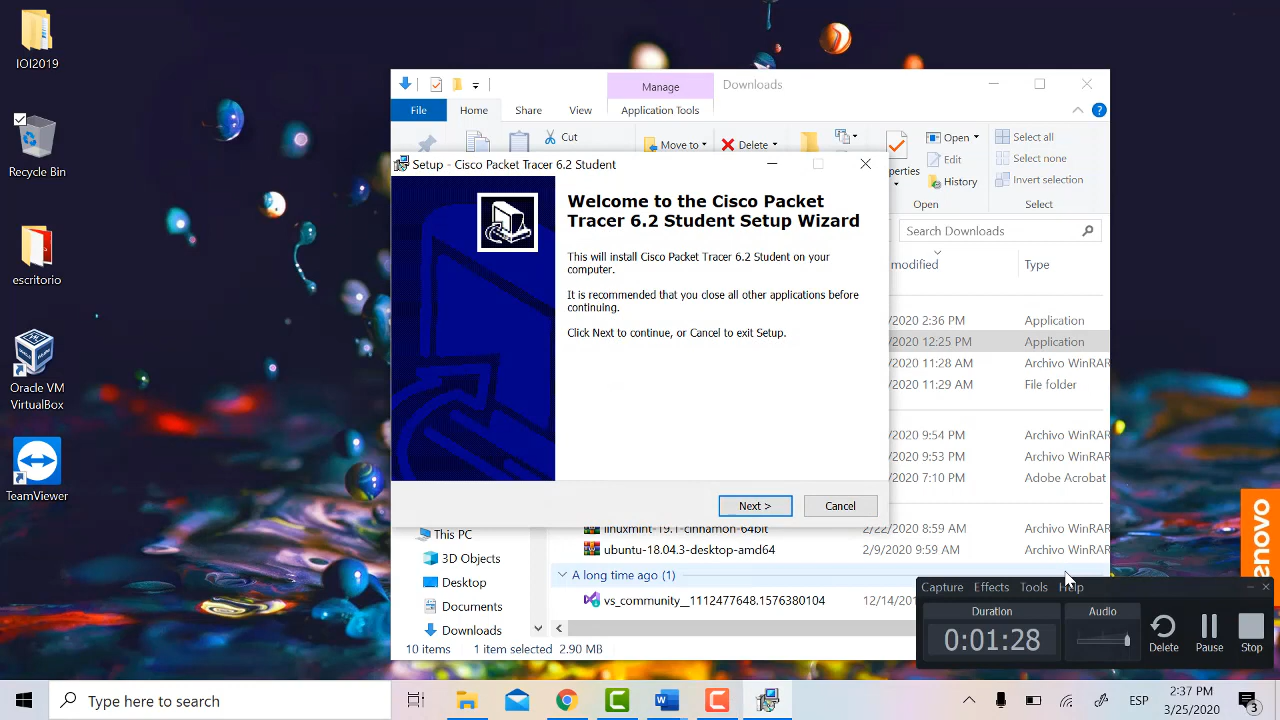 IOI2019
Recycle Bin
escritorio
Oracle VM
VirtualBox
TeamViewer
Manage
Downloads
File
Home
Share
View
Application Tools
Cut
Move to
Delete
Open
Edit
History
Select all
Select none
Invert selection
Open
Select
Setup - Cisco Packet Tracer 6.2 Student
Welcome to the Cisco Packet
Tracer 6.2 Student Setup Wizard
This will install Cisco Packet Tracer 6.2 Student on your
computer.
It is recommended that you close all other applications before
continuing.
Click Next to continue, or Cancel to exit Setup.
Next >
Cancel
Search Downloads
modified
Type
/2020 2:36 PM Application
/2020 12:25 PM Application
/2020 11:28 AM Archivo WinRAR
/2020 11:29 AM File folder
/2020 9:54 PM Archivo WinRAR
/2020 9:53 PM Archivo WinRAR
/2020 7:10 PM Adobe Acrobat
This PC
3D Objects
Desktop
Documents
Downloads
linuxmint-19.1-cinnamon-64bit 2/22/2020 8:59 AM Archivo WinRAR
ubuntu-18.04.3-desktop-amd64 2/9/2020 9:59 AM Archivo WinRAR
A long time ago (1)
vs_community__1112477648.1576380104
10 items 1 item selected 2.90 MB
Capture Effects Tools Help
Duration
0:01:28
Audio
Delete
Pause
Stop
enovo
Type here to search
ESP
2:37 PM
3/25/2020
3